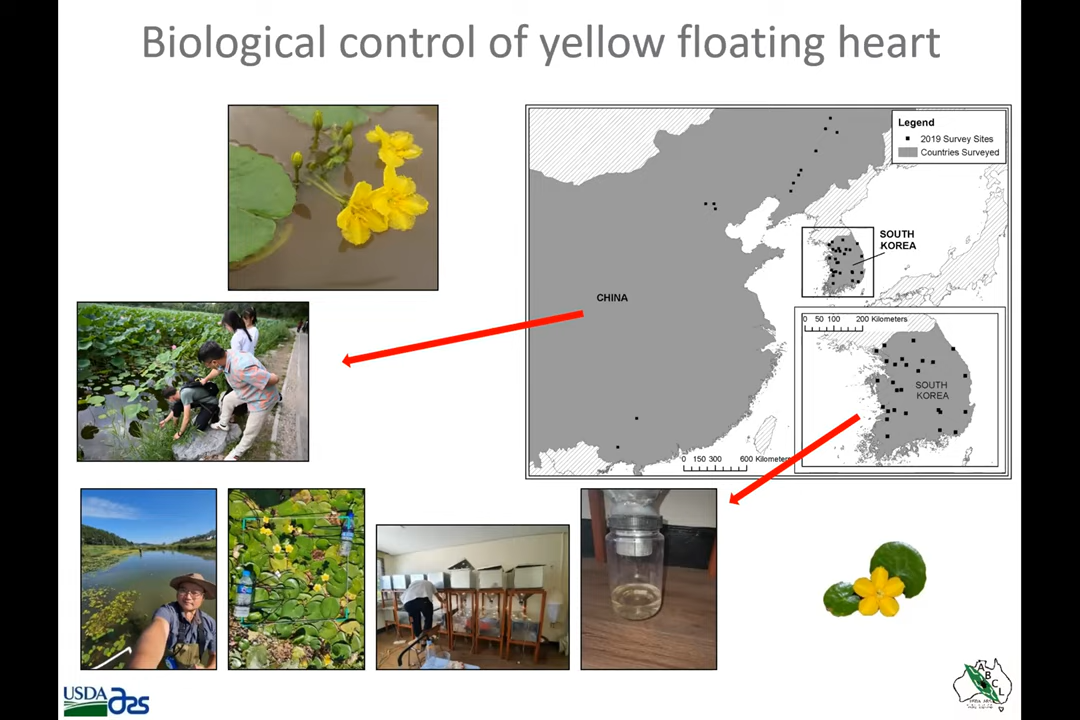 Biological control of yellow floating heart
Legend
2019 Survey Sites
Countries Surveyed
SOUTH
KOREA
CHINA
0 50 100 200 Kilometers
SOUTH
KOREA
0 150 300 600 Kilometers
USDA ars
ABCL